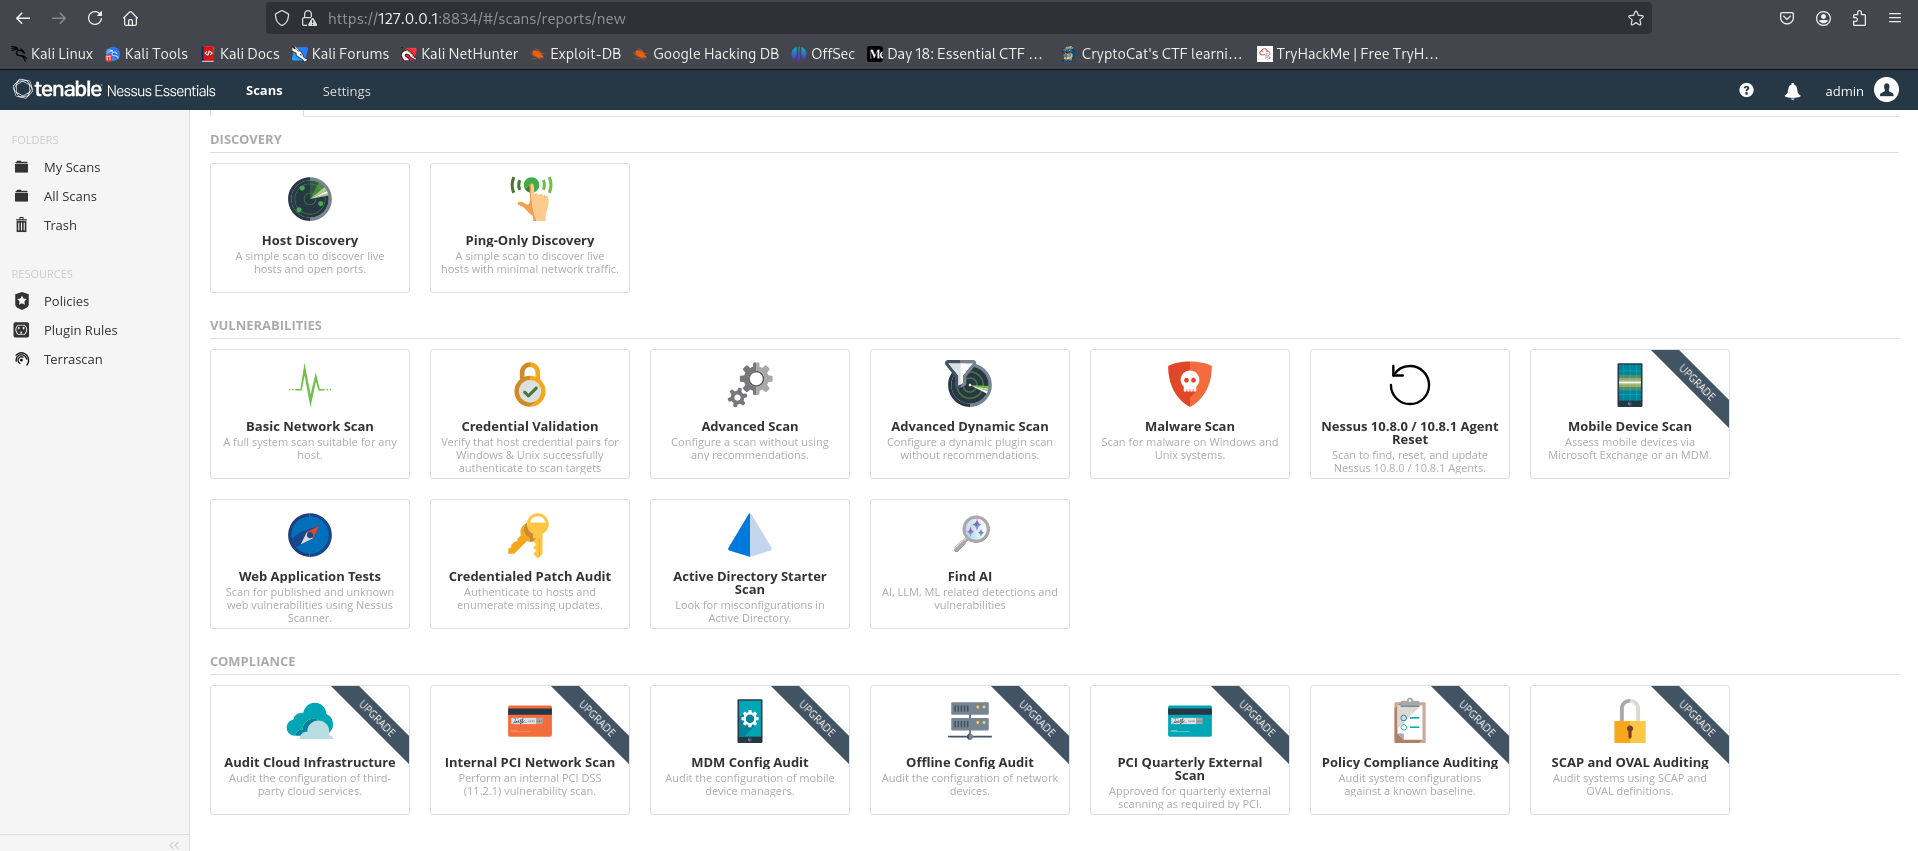 https://127.0.0.1:8834/#/scans/reports/new
Kali Linux Kali Tools Kali Docs Kali Forums Kali NetHunter Exploit-DB Google Hacking DB OffSec Day 18: Essential CTF ... CryptoCat's CTF learni... TryHackMe | Free TryH...
tenable Nessus Essentials Scans Settings admin
FOLDERS
My Scans
All Scans
Trash
RESOURCES
Policies
Plugin Rules
Terrascan
DISCOVERY
Host Discovery
A simple scan to discover live
hosts and open ports.
Ping-Only Discovery
A simple scan to discover live
hosts with minimal network traffic.
VULNERABILITIES
Basic Network Scan
A full system scan suitable for any
host.
Credential Validation
Verify that host credential pairs for
Windows & Unix successfully
authenticate to scan targets
Advanced Scan
Configure a scan without using
any recommendations.
Advanced Dynamic Scan
Configure a dynamic plugin scan
without recommendations.
Malware Scan
Scan for malware on Windows and
Unix systems.
Nessus 10.8.0 / 10.8.1 Agent
Reset
Scan to find, reset, and update
Nessus 10.8.0 / 10.8.1 Agents.
UPGRADE
Mobile Device Scan
Assess mobile devices via
Microsoft Exchange or an MDM.
Web Application Tests
Scan for published and unknown
web vulnerabilities using Nessus
Scanner.
Credentialed Patch Audit
Authenticate to hosts and
enumerate missing updates.
Active Directory Starter
Scan
Look for misconfigurations in
Active Directory.
Find AI
AI, LLM, ML related detections and
vulnerabilities
COMPLIANCE
UPGRADE
Audit Cloud Infrastructure
Audit the configuration of third-
party cloud services.
UPGRADE
Internal PCI Network Scan
Perform an internal PCI DSS
(11.2.1) vulnerability scan.
UPGRADE
MDM Config Audit
Audit the configuration of mobile
device managers.
UPGRADE
Offline Config Audit
Audit the configuration of network
devices.
UPGRADE
PCI Quarterly External
Scan
Approved for quarterly external
scanning as required by PCI.
UPGRADE
Policy Compliance Auditing
Audit system configurations
against a known baseline.
UPGRADE
SCAP and OVAL Auditing
Audit systems using SCAP and
OVAL definitions.